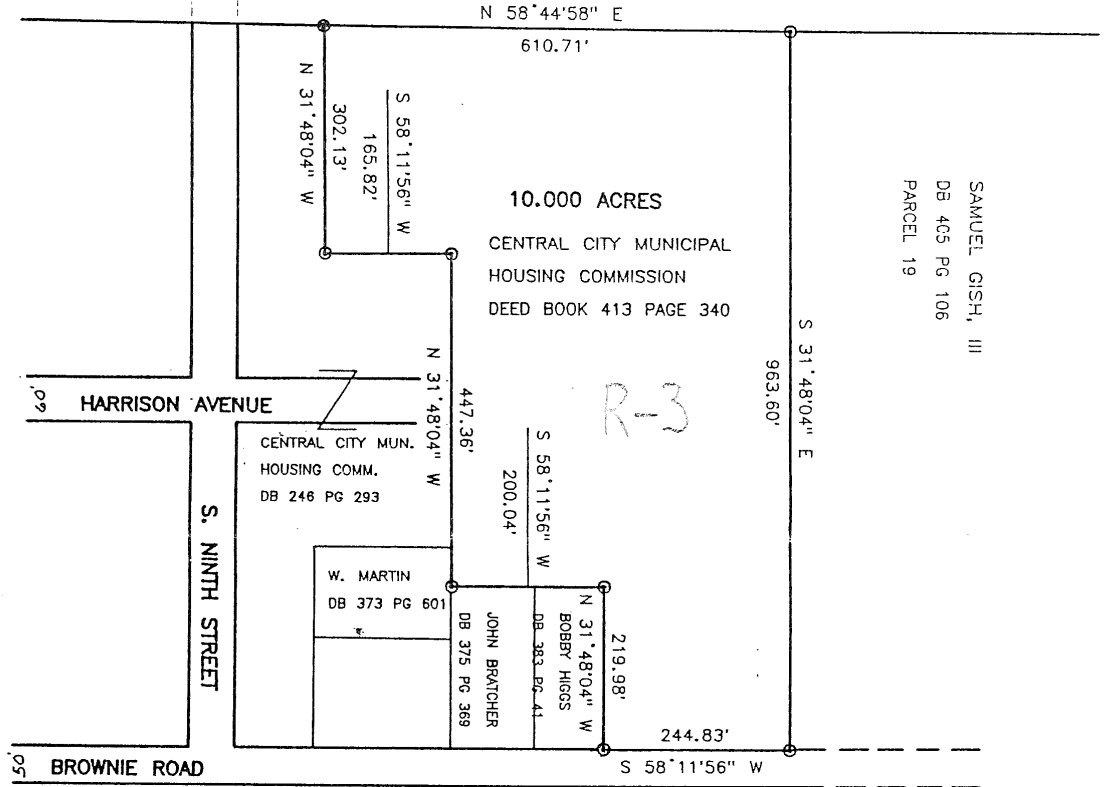 N 58°44'58" E
610.71'
N 31°48'04" W
302.13'
165.82'
S 58°11'56" W
10.000 ACRES
CENTRAL CITY MUNICIPAL
HOUSING COMMISSION
DEED BOOK 413 PAGE 340
SAMUEL GISH, III
DB 405 PG 106
PARCEL 19
S 31°48'04" E
963.60'
R-3
N 31°48'04" W
447.36'
60'
HARRISON AVENUE
CENTRAL CITY MUN.
HOUSING COMM.
DB 246 PG 293
S 58°11'56" W
200.04'
S. NINTH STREET
W. MARTIN
DB 373 PG 601
JOHN BRATCHER
DB 375 PG 369
BOBBY HIGGS
DB 383 PG 41
N 31°48'04" W
219.98'
244.83'
S 58°11'56" W
50'
BROWNIE ROAD